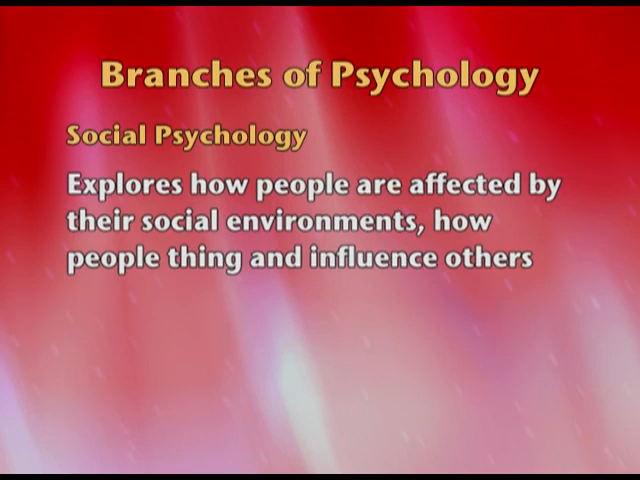 Branches of Psychology
Social Psychology
Explores how people are affected by
their social environments, how
people thing and influence others